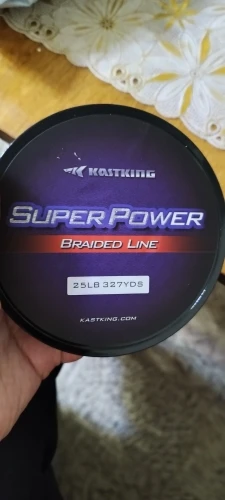 KASTKING
SUPER POWER
BRAIDED LINE
25LB 327YDS
KASTKING.COM